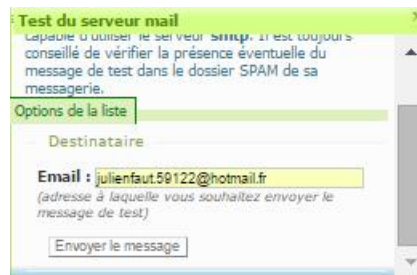 Test du serveur mail
capable d'utiliser le serveur smtp. Il est toujours
conseillé de vérifier la présence éventuelle du
message de test dans le dossier SPAM de sa
messagerie.
Options de la liste
Destinataire
Email : julienfaut.59122@hotmail.fr
(adresse à laquelle vous souhaitez envoyer le
message de test)
Envoyer le message